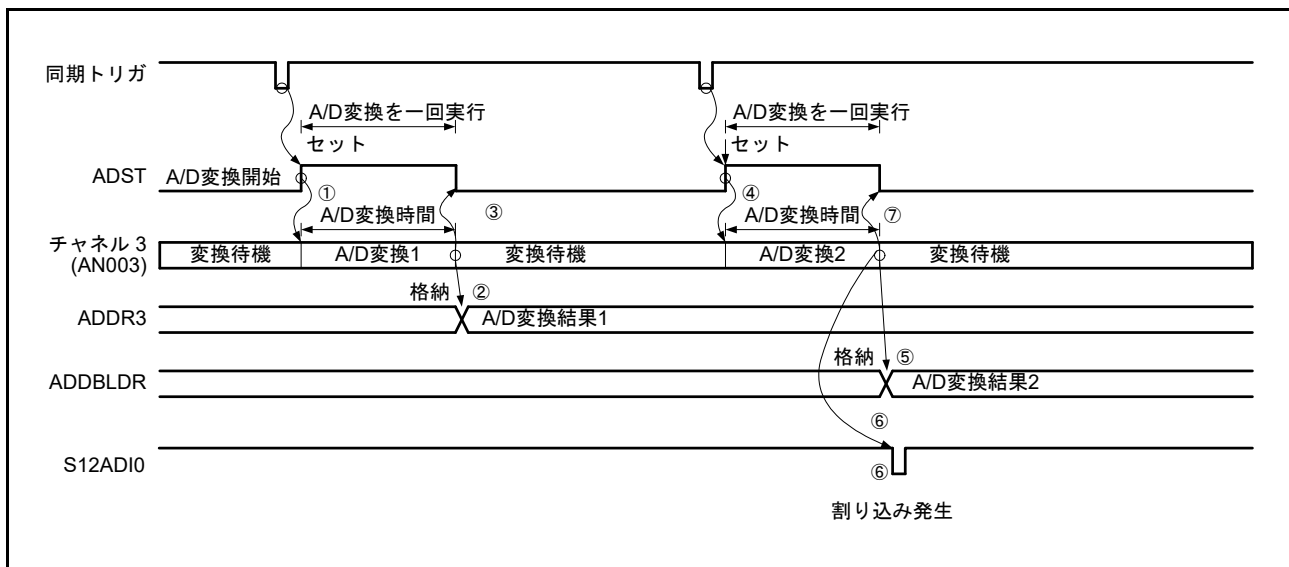 同期トリガ
A/D変換を一回実行
A/D変換を一回実行
セット
セット
ADST
A/D変換開始
①
④
A/D変換時間
③
A/D変換時間
⑦
チャネル 3
(AN003)
変換待機
A/D変換1
変換待機
A/D変換2
変換待機
格納
②
ADDR3
A/D変換結果1
格納
⑤
ADDBLDR
A/D変換結果2
⑥
S12ADI0
⑥
割り込み発生